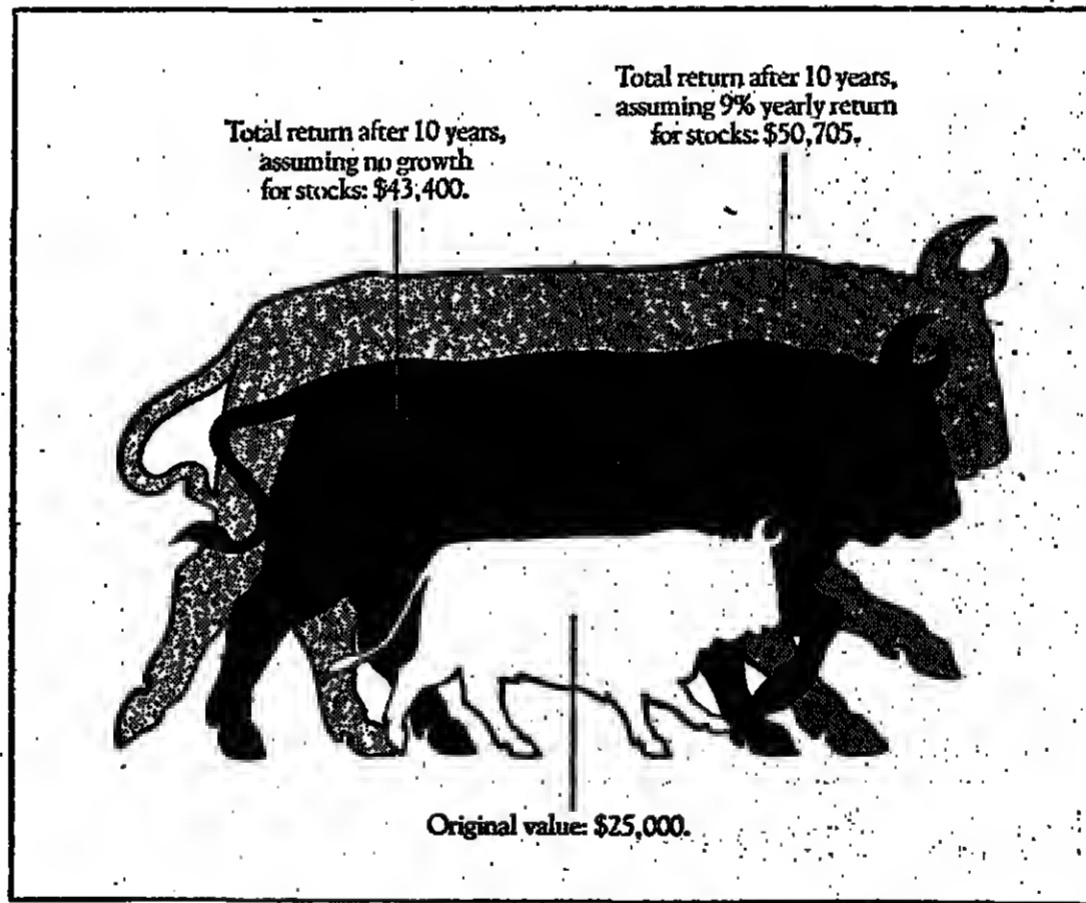 Total return after 10 years,
assuming 9% yearly return
for stocks: $50,705.
Total return after 10 years,
assuming no growth
for stocks: $43,400.
Original value: $25,000.